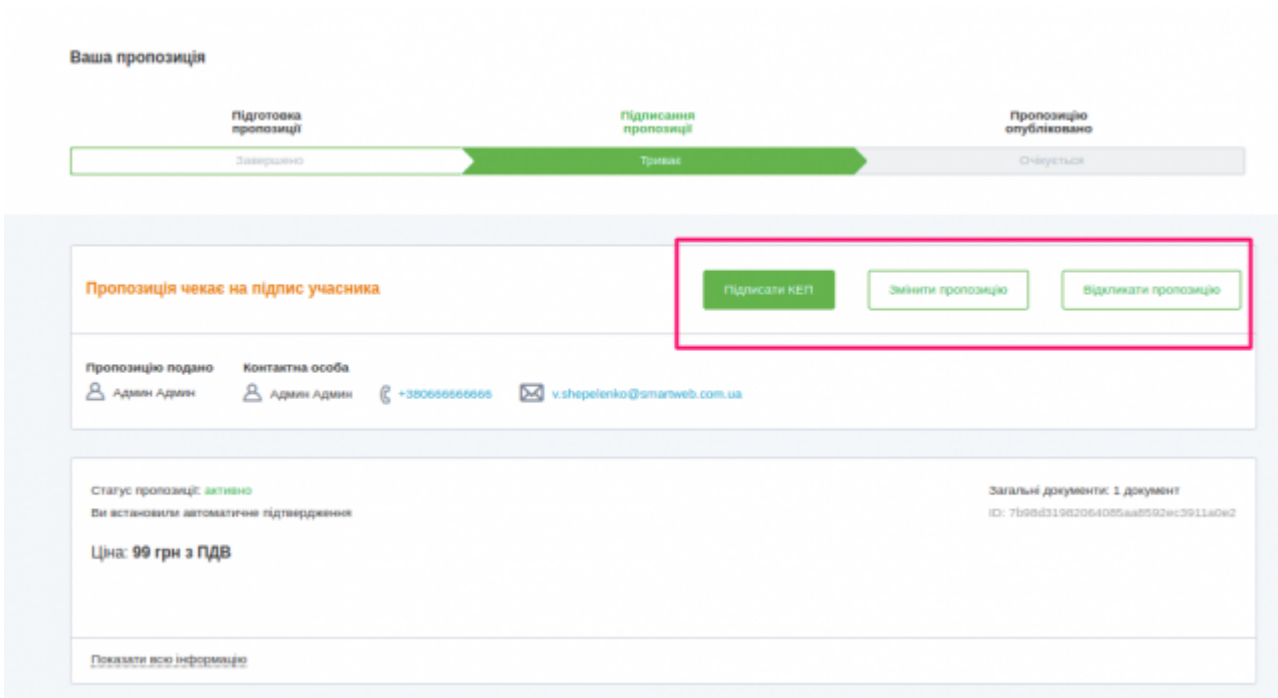 Ваша пропозиція
Підготовка
пропозиції
Підписання
пропозиції
Пропозицію
опубліковано
Завершено
Триває
Очікується
Пропозиція чекає на підпис учасника
Підписати КЕП
Змінити пропозицію
Відкликати пропозицію
Пропозицію подано
Контактна особа
Админ Админ
Админ Админ
+380666666666
v.shepelenko@smartweb.com.ua
Статус пропозиції: активно
Загальні документи: 1 документ
Ви встановили автоматичне підтвердження
ID: 7b98d31982064085aa8592ec3911a0e2
Ціна: 99 грн з ПДВ
Показати всю інформацію